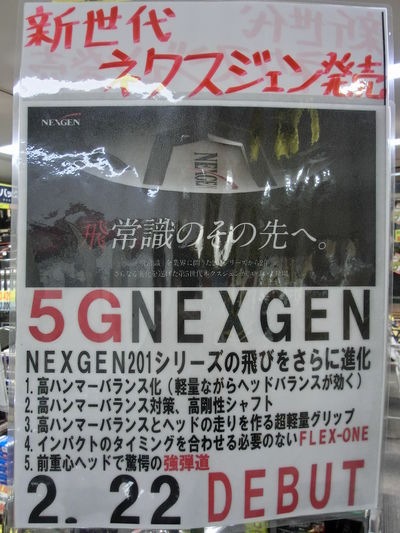 新世代
ネクスジェン発売
NEXGEN
NEXGEN
飛常識のその先へ。
5GNEXGEN
NEXGEN201シリーズの飛びをさらに進化
1.高ハンマーバランス化（軽量ながらヘッドバランスが効く）
2.高ハンマーバランス対策、高剛性シャフト
3.高ハンマーバランスとヘッドの走りを作る超軽量グリップ
4.インパクトのタイミングを合わせる必要のないFLEX-ONE
5.前重心ヘッドで驚愕の強弾道
2.22 DEBUT